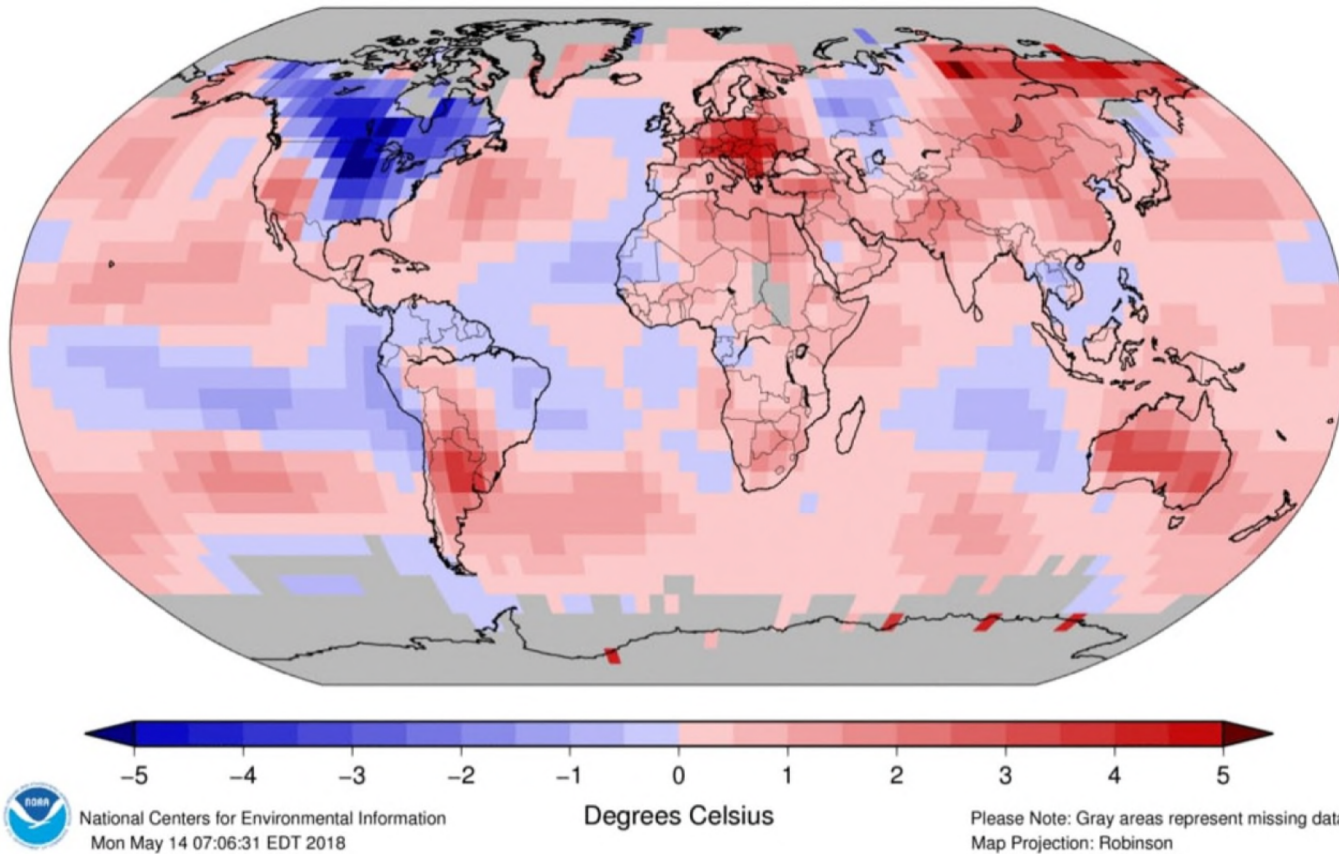 −5 −4 −3 −2 −1 0 1 2 3 4 5
Degrees Celsius
NOAA
National Centers for Environmental Information
Mon May 14 07:06:31 EDT 2018
Please Note: Gray areas represent missing data
Map Projection: Robinson